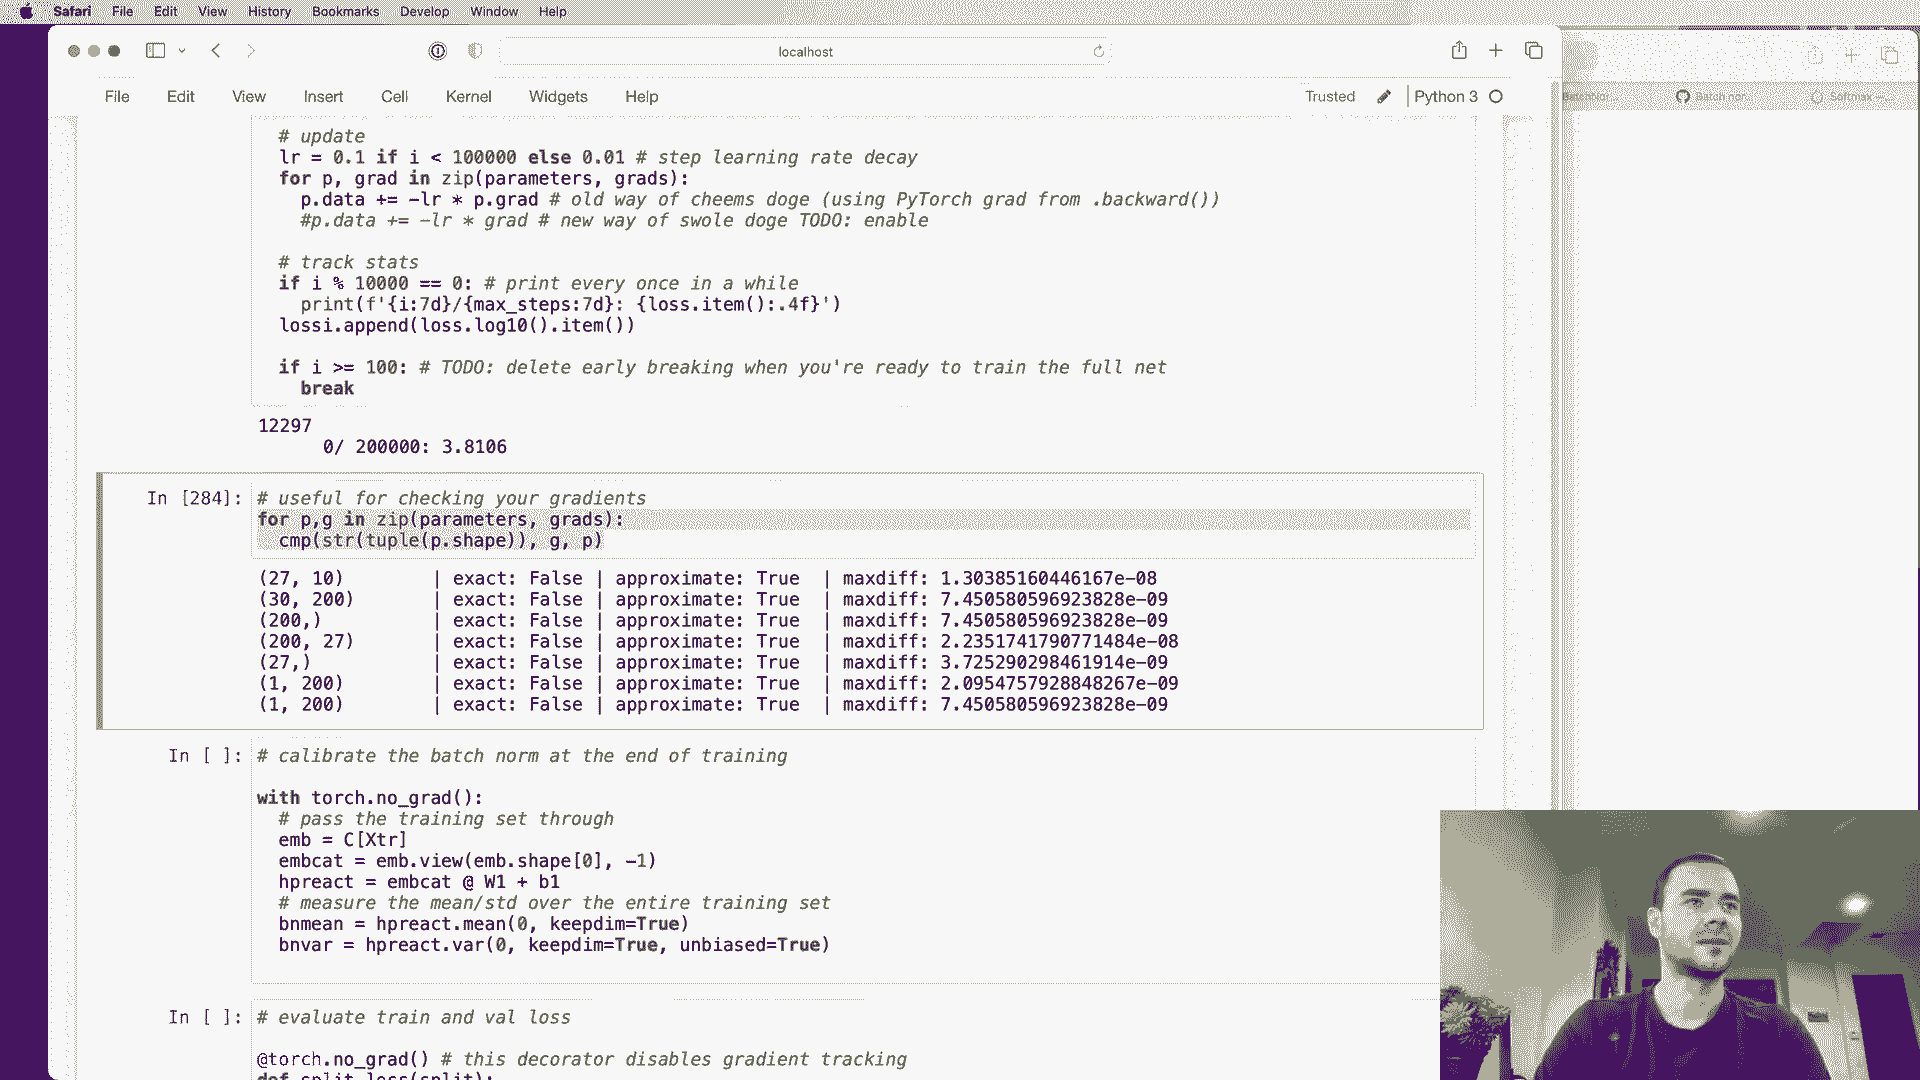 Safari File Edit View History Bookmarks Develop Window Help
localhost
File Edit View Insert Cell Kernel Widgets Help Trusted Python 3
Batch nor...
Softmax —...
# update
lr = 0.1 if i < 100000 else 0.01 # step learning rate decay
for p, grad in zip(parameters, grads):
p.data += -lr * p.grad # old way of cheems doge (using PyTorch grad from .backward())
#p.data += -lr * grad # new way of swole doge TODO: enable
# track stats
if i % 10000 == 0: # print every once in a while
print(f'{i:7d}/{max_steps:7d}: {loss.item():.4f}')
lossi.append(loss.log10().item())
if i >= 100: # TODO: delete early breaking when you're ready to train the full net
break
12297
0/ 200000: 3.8106
In [284]: # useful for checking your gradients
for p,g in zip(parameters, grads):
cmp(str(tuple(p.shape)), g, p)
(27, 10) | exact: False | approximate: True | maxdiff: 1.30385160446167e-08
(30, 200) | exact: False | approximate: True | maxdiff: 7.450580596923828e-09
(200,) | exact: False | approximate: True | maxdiff: 7.450580596923828e-09
(200, 27) | exact: False | approximate: True | maxdiff: 2.2351741790771484e-08
(27,) | exact: False | approximate: True | maxdiff: 3.725290298461914e-09
(1, 200) | exact: False | approximate: True | maxdiff: 2.0954757928848267e-09
(1, 200) | exact: False | approximate: True | maxdiff: 7.450580596923828e-09
In [ ]: # calibrate the batch norm at the end of training
with torch.no_grad():
# pass the training set through
emb = C[Xtr]
embcat = emb.view(emb.shape[0], -1)
hpreact = embcat @ W1 + b1
# measure the mean/std over the entire training set
bnmean = hpreact.mean(0, keepdim=True)
bnvar = hpreact.var(0, keepdim=True, unbiased=True)
In [ ]: # evaluate train and val loss
@torch.no_grad() # this decorator disables gradient tracking
def split_loss(split):